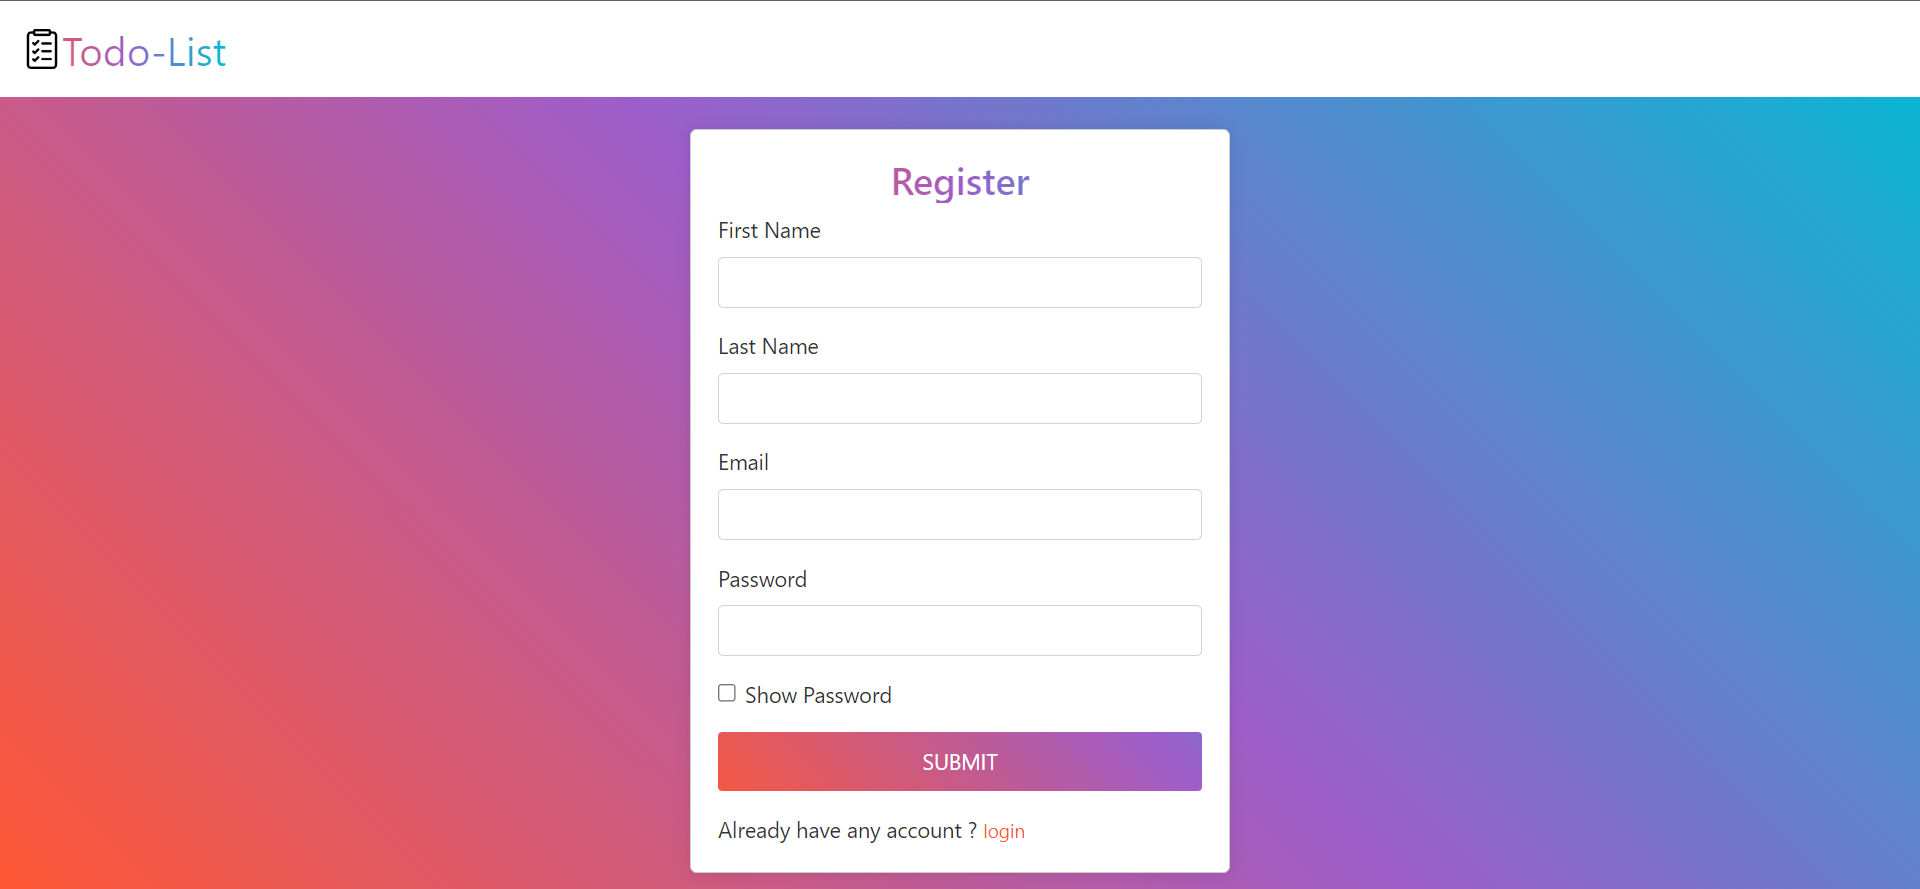 Todo-List
Register
First Name
Last Name
Email
Password
Show Password
SUBMIT
Already have any account ? login